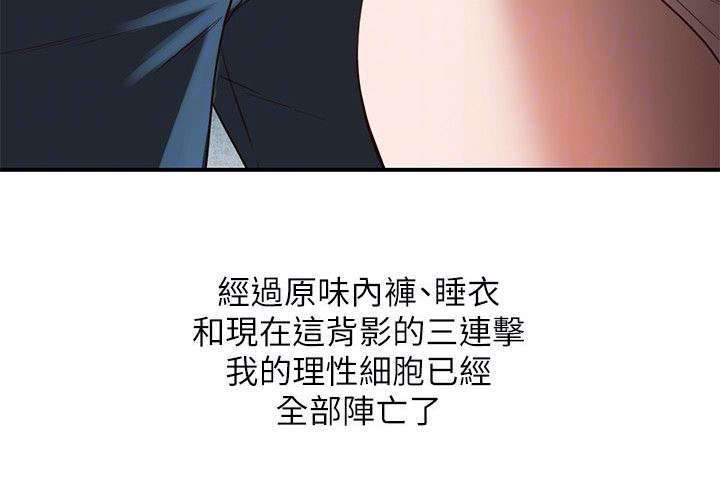 經過原味內褲、睡衣
和現在這背影的三連擊
我的理性細胞已經
全部陣亡了